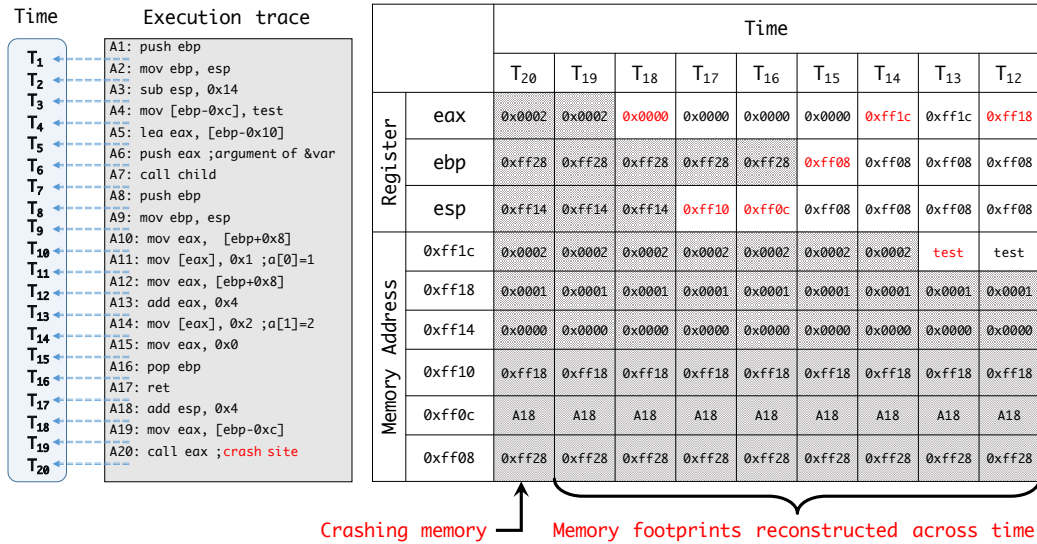 Time
Execution trace
T1
T2
T3
T4
T5
T6
T7
T8
T9
T10
T11
T12
T13
T14
T15
T16
T17
T18
T19
T20
A1: push ebp
A2: mov ebp, esp
A3: sub esp, 0x14
A4: mov [ebp-0xc], test
A5: lea eax, [ebp-0x10]
A6: push eax ;argument of &var
A7: call child
A8: push ebp
A9: mov ebp, esp
A10: mov eax, [ebp+0x8]
A11: mov [eax], 0x1 ;a[0]=1
A12: mov eax, [ebp+0x8]
A13: add eax, 0x4
A14: mov [eax], 0x2 ;a[1]=2
A15: mov eax, 0x0
A16: pop ebp
A17: ret
A18: add esp, 0x4
A19: mov eax, [ebp-0xc]
A20: call eax ;crash site
Time
T20 T19 T18 T17 T16 T15 T14 T13 T12
Register
eax 0x0002 0x0002 0x0000 0x0000 0x0000 0x0000 0xff1c 0xff1c 0xff18
ebp 0xff28 0xff28 0xff28 0xff28 0xff28 0xff08 0xff08 0xff08 0xff08
esp 0xff14 0xff14 0xff14 0xff10 0xff0c 0xff08 0xff08 0xff08 0xff08
Memory Address
0xff1c 0x0002 0x0002 0x0002 0x0002 0x0002 0x0002 0x0002 test test
0xff18 0x0001 0x0001 0x0001 0x0001 0x0001 0x0001 0x0001 0x0001 0x0001
0xff14 0x0000 0x0000 0x0000 0x0000 0x0000 0x0000 0x0000 0x0000 0x0000
0xff10 0xff18 0xff18 0xff18 0xff18 0xff18 0xff18 0xff18 0xff18 0xff18
0xff0c A18 A18 A18 A18 A18 A18 A18 A18 A18
0xff08 0xff28 0xff28 0xff28 0xff28 0xff28 0xff28 0xff28 0xff28 0xff28
Crashing memory
Memory footprints reconstructed across time